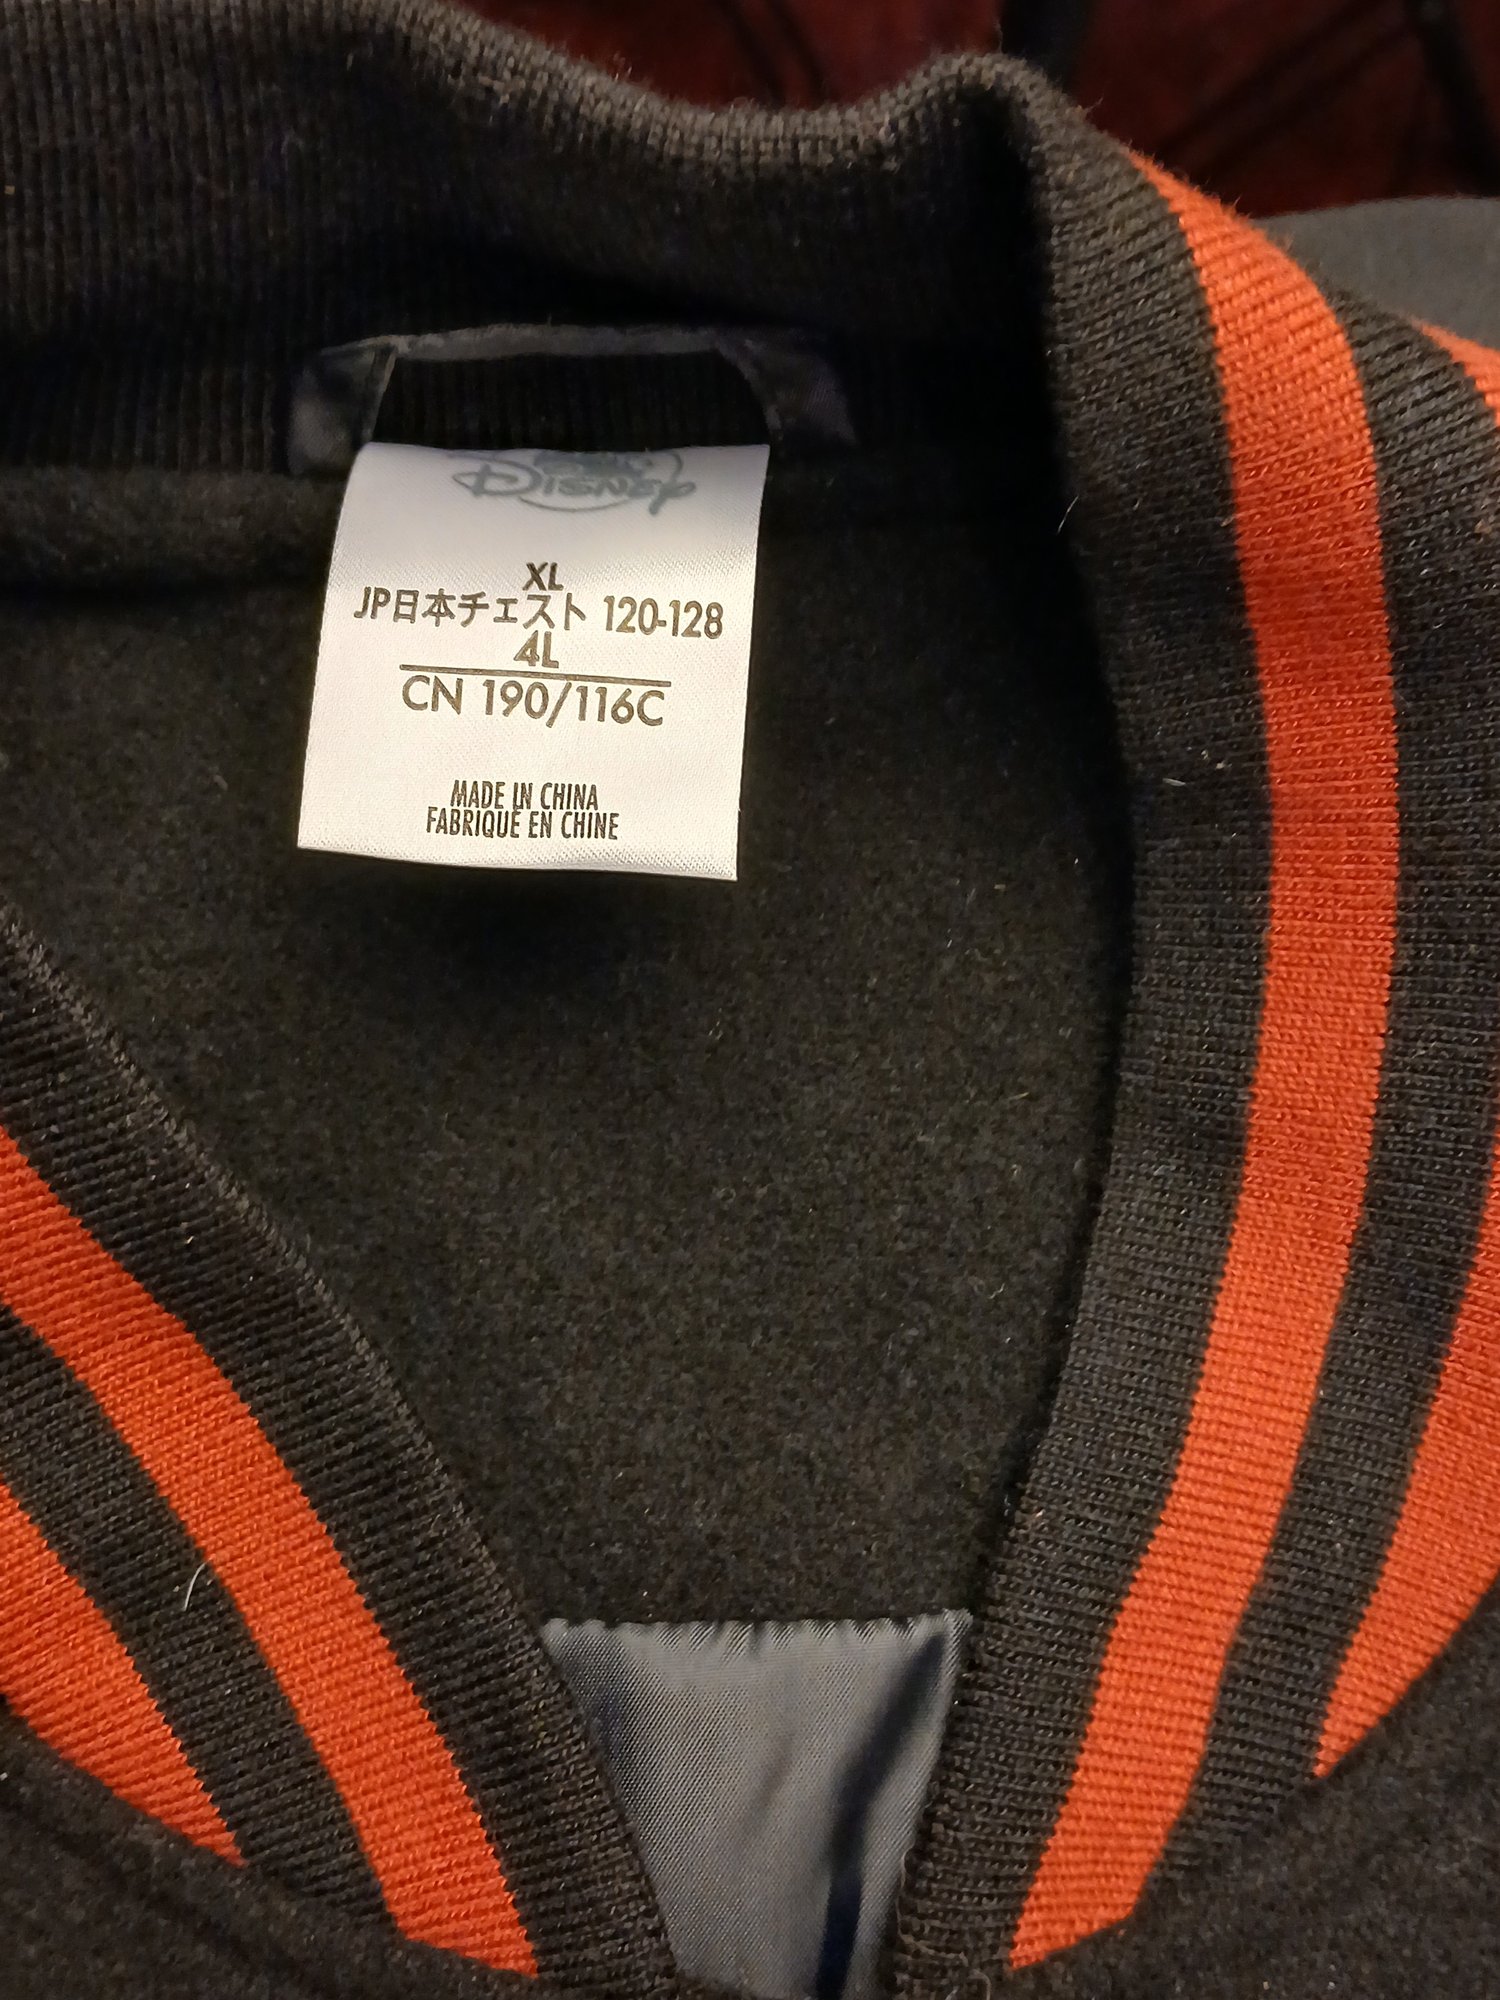 Disney
XL
JP日本チェスト 120-128
4L
CN 190/116C
MADE IN CHINA
FABRIQUÉ EN CHINE